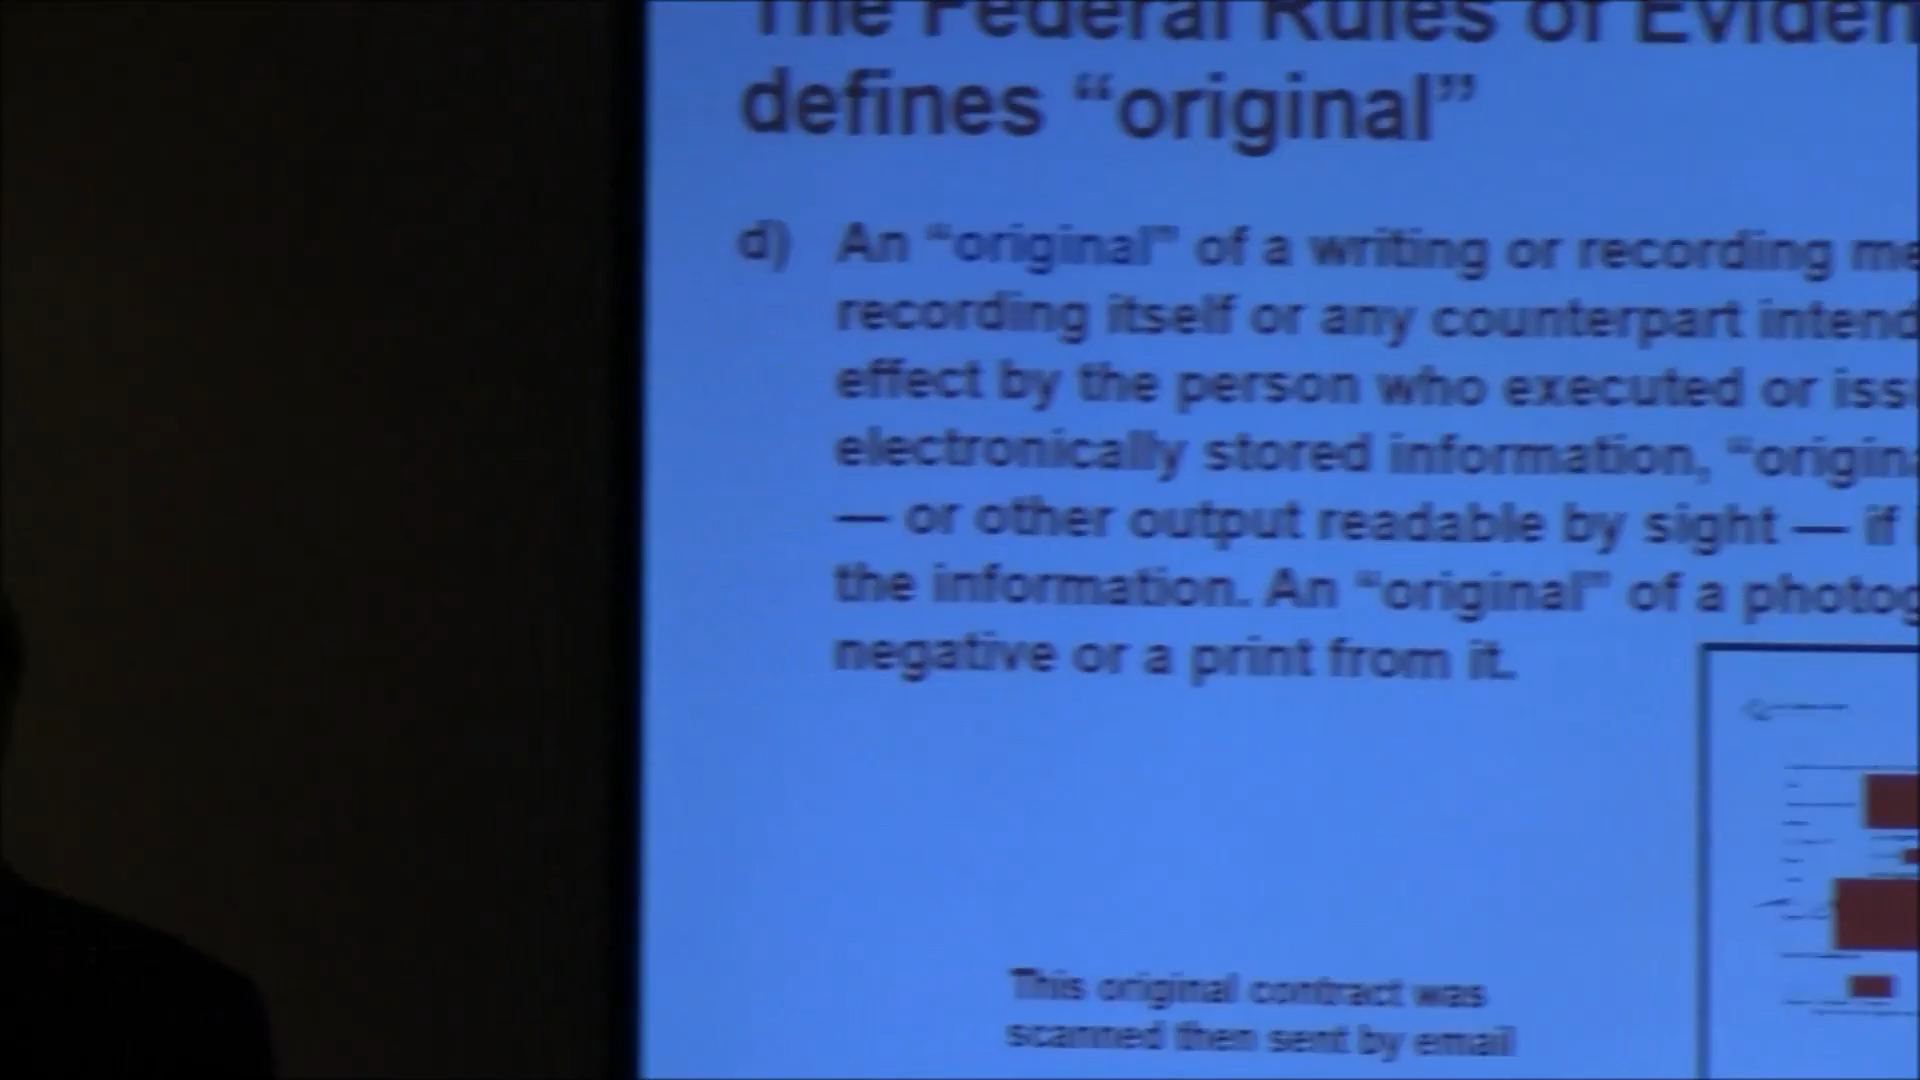 The Federal Rules of Eviden
defines “original”
d) An “original” of a writing or recording me
recording itself or any counterpart intend
effect by the person who executed or iss
electronically stored information, “origina
— or other output readable by sight — if
the information. An “original” of a photog
negative or a print from it.
This original contract was
scanned then sent by email